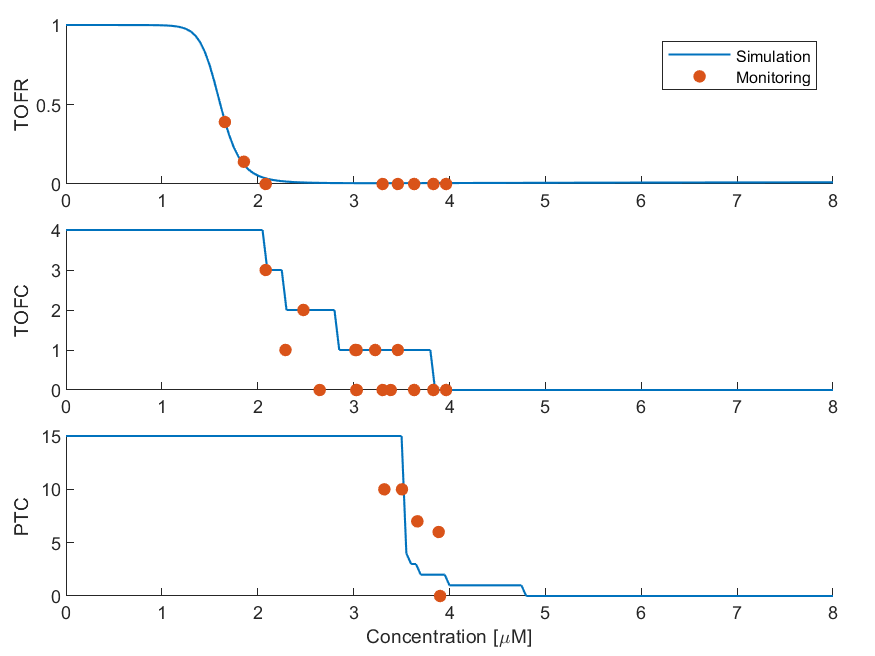 1
0.5
0
TOFR
Simulation
Monitoring
0 1 2 3 4 5 6 7 8
4
3
2
1
0
TOFC
0 1 2 3 4 5 6 7 8
15
10
5
0
PTC
0 1 2 3 4 5 6 7 8
Concentration [μM]